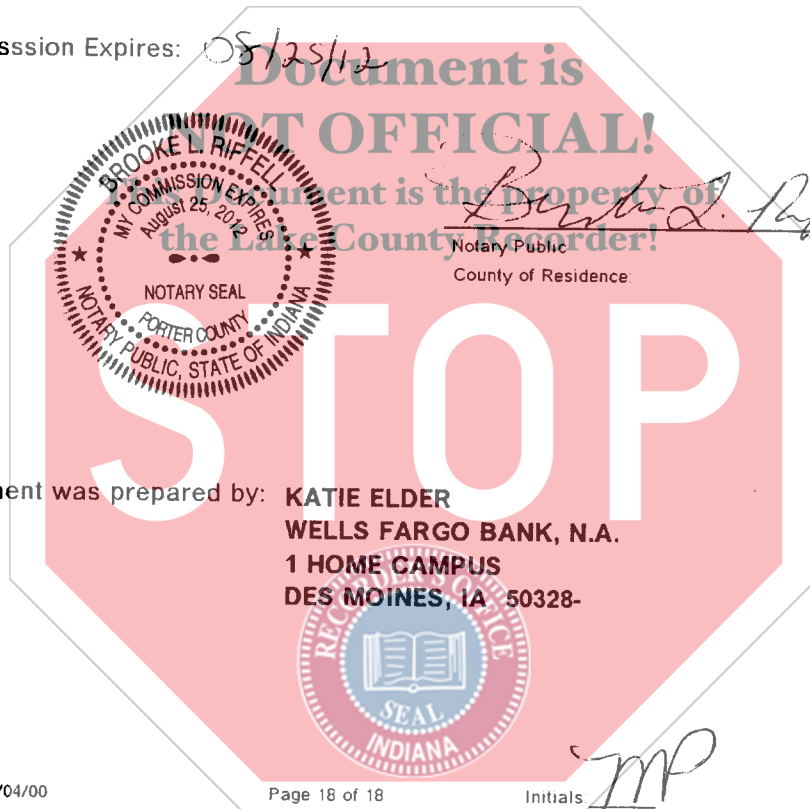 sssion Expires: 08/25/12
Document is
NOT OFFICIAL!
This Document is the property of
the Lake County Recorder!
BROOKE L. RIFFELL
MY COMMISSION EXPIRES
August 25, 2012
NOTARY SEAL
PORTER COUNTY
NOTARY PUBLIC, STATE OF INDIANA
Notary Public
County of Residence:
STOP
ent was prepared by: KATIE ELDER
WELLS FARGO BANK, N.A.
1 HOME CAMPUS
DES MOINES, IA 50328-
RECORDER'S OFFICE
SEAL
INDIANA
/04/00
Page 18 of 18
Initials: MP